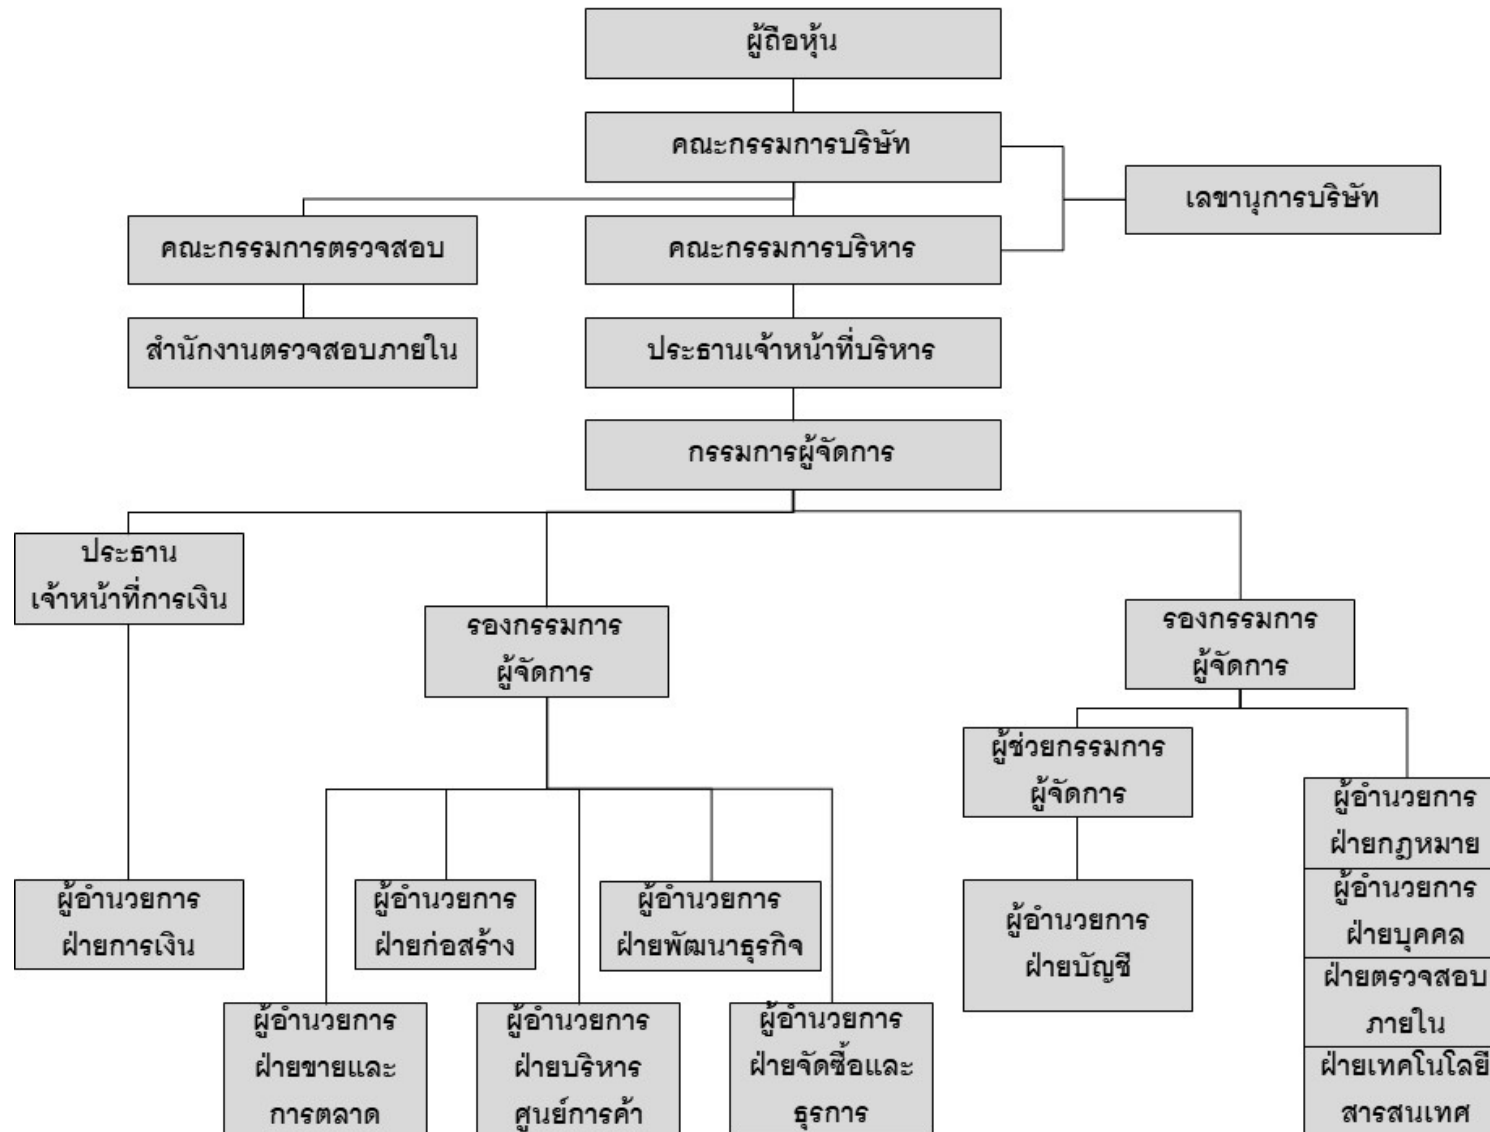 ผู้ถือหุ้น
คณะกรรมการบริษัท
เลขานุการบริษัท
คณะกรรมการตรวจสอบ
คณะกรรมการบริหาร
สำนักงานตรวจสอบภายใน
ประธานเจ้าหน้าที่บริหาร
กรรมการผู้จัดการ
ประธาน
เจ้าหน้าที่การเงิน
รองกรรมการ
ผู้จัดการ
รองกรรมการ
ผู้จัดการ
ผู้ช่วยกรรมการ
ผู้จัดการ
ผู้อำนวยการ
ฝ่ายการเงิน
ผู้อำนวยการ
ฝ่ายก่อสร้าง
ผู้อำนวยการ
ฝ่ายพัฒนาธุรกิจ
ผู้อำนวยการ
ฝ่ายขายและ
การตลาด
ผู้อำนวยการ
ฝ่ายบริหาร
ศูนย์การค้า
ผู้อำนวยการ
ฝ่ายจัดซื้อและ
ธุรการ
ผู้อำนวยการ
ฝ่ายบัญชี
ผู้อำนวยการ
ฝ่ายกฎหมาย
ผู้อำนวยการ
ฝ่ายบุคคล
ฝ่ายตรวจสอบ
ภายใน
ฝ่ายเทคโนโลยี
สารสนเทศ